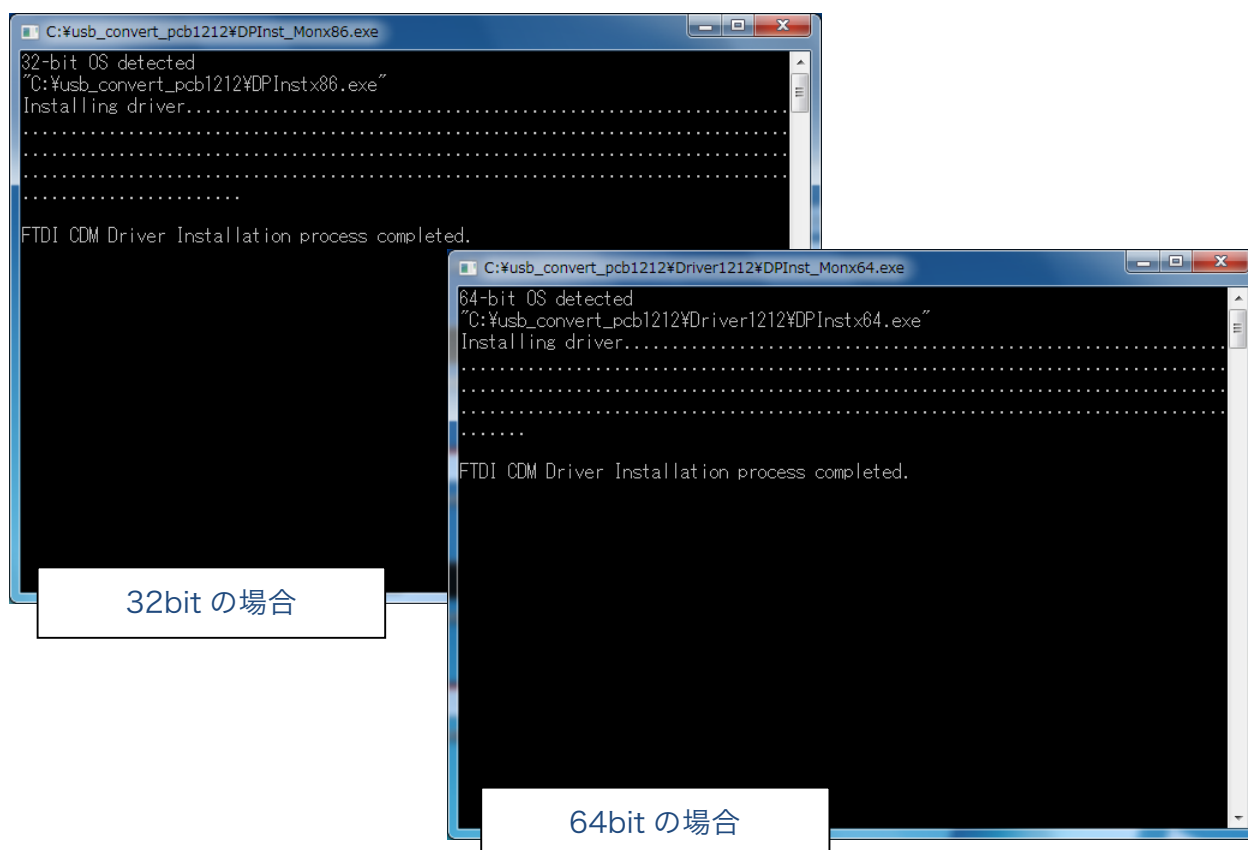 C:¥usb_convert_pcb1212¥DPInst_Monx86.exe
32-bit OS detected
"C:¥usb_convert_pcb1212¥DPInstx86.exe"
Installing driver................................................................
................................................................................
................................................................................
................................................................................
.......................
FTDI CDM Driver Installation process completed.
32bit の場合
C:¥usb_convert_pcb1212¥Driver1212¥DPInst_Monx64.exe
64-bit OS detected
"C:¥usb_convert_pcb1212¥Driver1212¥DPInstx64.exe"
Installing driver................................................................
................................................................................
................................................................................
................................................................................
.......
FTDI CDM Driver Installation process completed.
64bit の場合